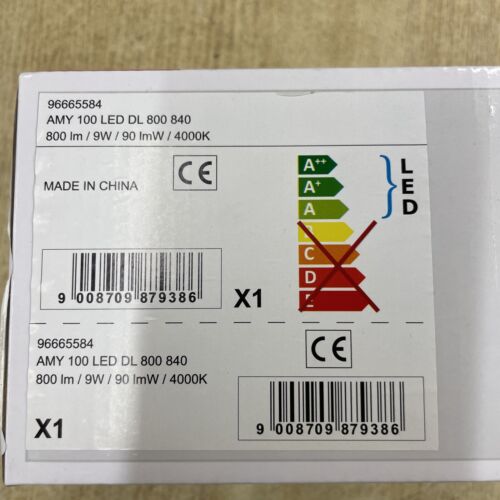 96665584
AMY 100 LED DL 800 840
800 lm / 9W / 90 lmW / 4000K
MADE IN CHINA
CE
A++
A+
A
B
C
D
E
LED
9 008709 879386
X1
96665584
AMY 100 LED DL 800 840
800 lm / 9W / 90 lmW / 4000K
CE
X1
9 008709 879386